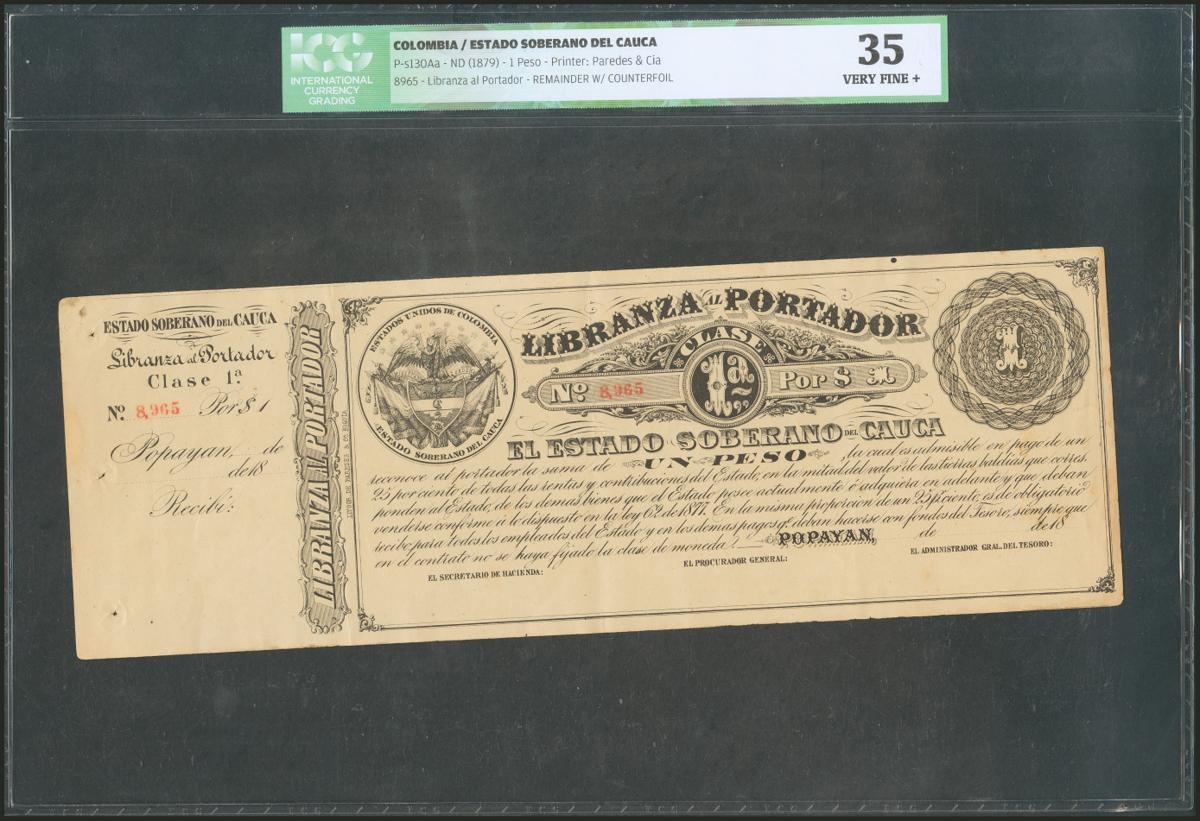 ICG
INTERNATIONAL
CURRENCY
GRADING
COLOMBIA / ESTADO SOBERANO DEL CAUCA
P-s130Aa - ND (1879) - 1 Peso - Printer: Paredes & Cia
8965 - Libranza al Portador - REMAINDER W/ COUNTERFOIL
35
VERY FINE +
ESTADO SOBERANO DEL CAUCA
Libranza al Portador
Clase 1.a
No. 8,965 Por $ 1
Popayan, de
de 18
Recibí:
LIBRANZA AL PORTADOR
ESTADOS UNIDOS DE COLOMBIA
ESTADO SOBERANO DEL CAUCA
LIBRANZA AL PORTADOR
CLASE
No. 8,965 1a Por $ 1
1
EL ESTADO SOBERANO DEL CAUCA
reconoce al portador la suma de UN PESO, la cual es admisible en pago de un
25 por ciento de todas las rentas y contribuciones del Estado, en la mitad del valor de las tierras baldías que corres-
ponden al Estado, de los demas bienes que el Estado posee actualmente ó adquiera en adelante y que deban
venderse conforme á lo dispuesto en la ley 62 de 1877. En la misma proporcion de un 25 p% ciento, es de obligatorio
recibo para todos los empleados del Estado y en los demas pagos q. deban hacerse con fondos del Tesoro, siempre que
en el contrato no se haya fijado la clase de moneda. POPAYAN, de de 18
EL SECRETARIO DE HACIENDA:
EL PROCURADOR GENERAL:
EL ADMINISTRADOR GRAL. DEL TESORO: